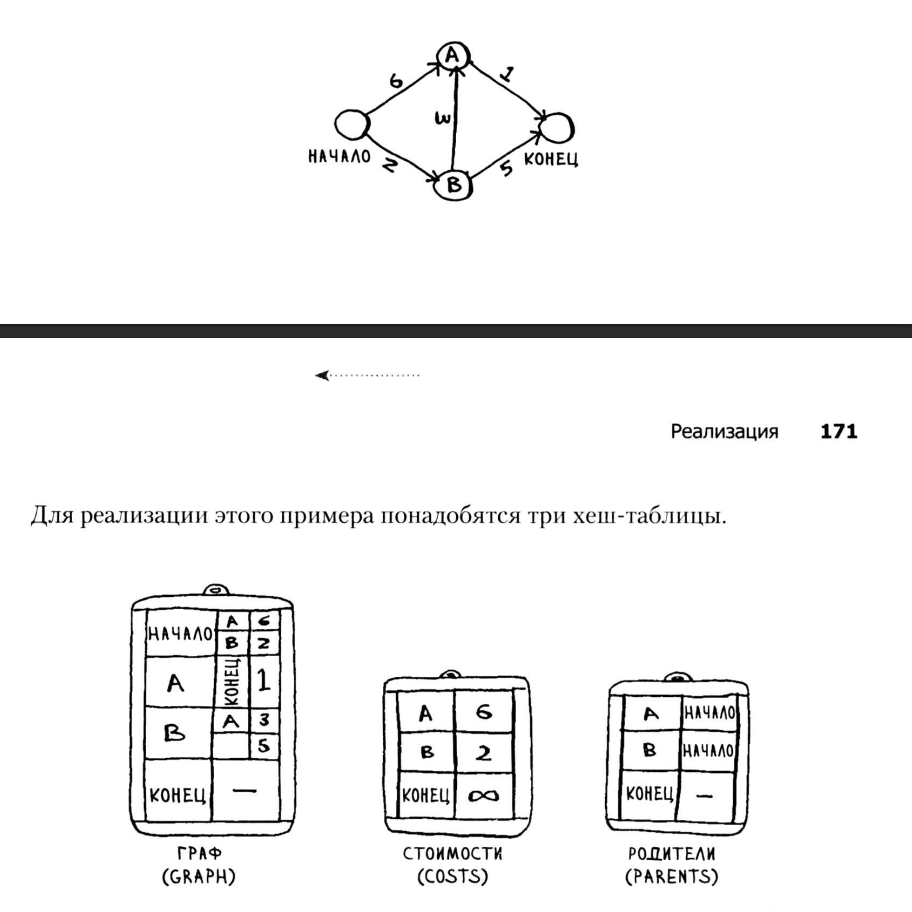 A
6
1
3
НАЧАЛО
КОНЕЦ
2
5
B
Реализация 171
Для реализации этого примера понадобятся три хеш-таблицы.
НАЧАЛО A 6
B 2
A КОНЕЦ 1
B A 3
5
КОНЕЦ —
ГРАФ
(GRAPH)
A 6
B 2
КОНЕЦ ∞
СТОИМОСТИ
(COSTS)
A НАЧАЛО
B НАЧАЛО
КОНЕЦ —
РОДИТЕЛИ
(PARENTS)